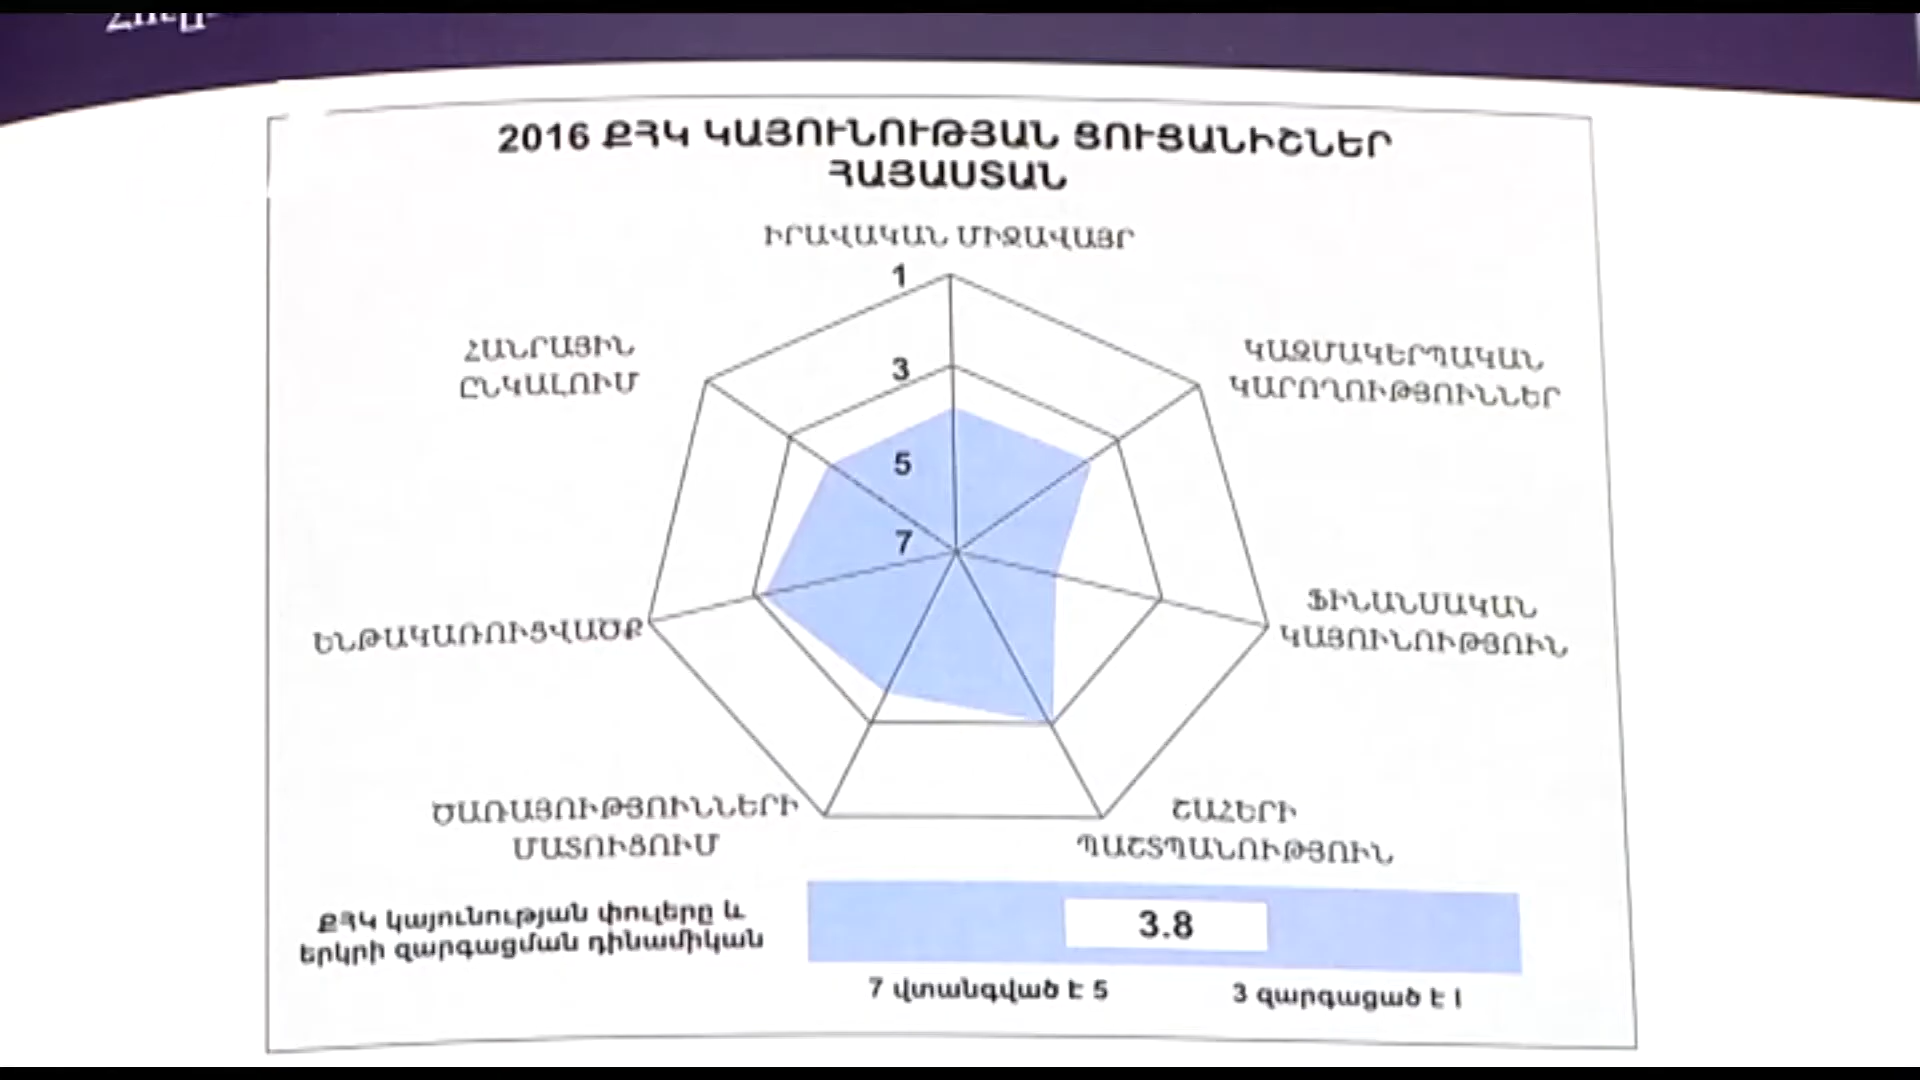 2016 ՔՀԿ ԿԱՅՈՒՆՈՒԹՅԱՆ ՑՈՒՑԱՆԻՇՆԵՐ
ՀԱՅԱՍՏԱՆ
ԻՐԱՎԱԿԱՆ ՄԻՋԱՎԱՅՐ
1
ՀԱՆՐԱՅԻՆ
ԸՆԿԱԼՈՒՄ
3
ԿԱԶՄԱԿԵՐՊԱԿԱՆ
ԿԱՐՈՂՈՒԹՅՈՒՆՆԵՐ
5
7
ԵՆԹԱԿԱՌՈՒՑՎԱԾՔ
ՖԻՆԱՆՍԱԿԱՆ
ԿԱՅՈՒՆՈՒԹՅՈՒՆ
ԾԱՌԱՅՈՒԹՅՈՒՆՆԵՐԻ
ՄԱՏՈՒՑՈՒՄ
ՇԱՀԵՐԻ
ՊԱՇՏՊԱՆՈՒԹՅՈՒՆ
ՔՀԿ կայունության փուլերը և
երկրի զարգացման դինամիկան
3.8
7 վտանգված է 5
3 զարգացած է 1